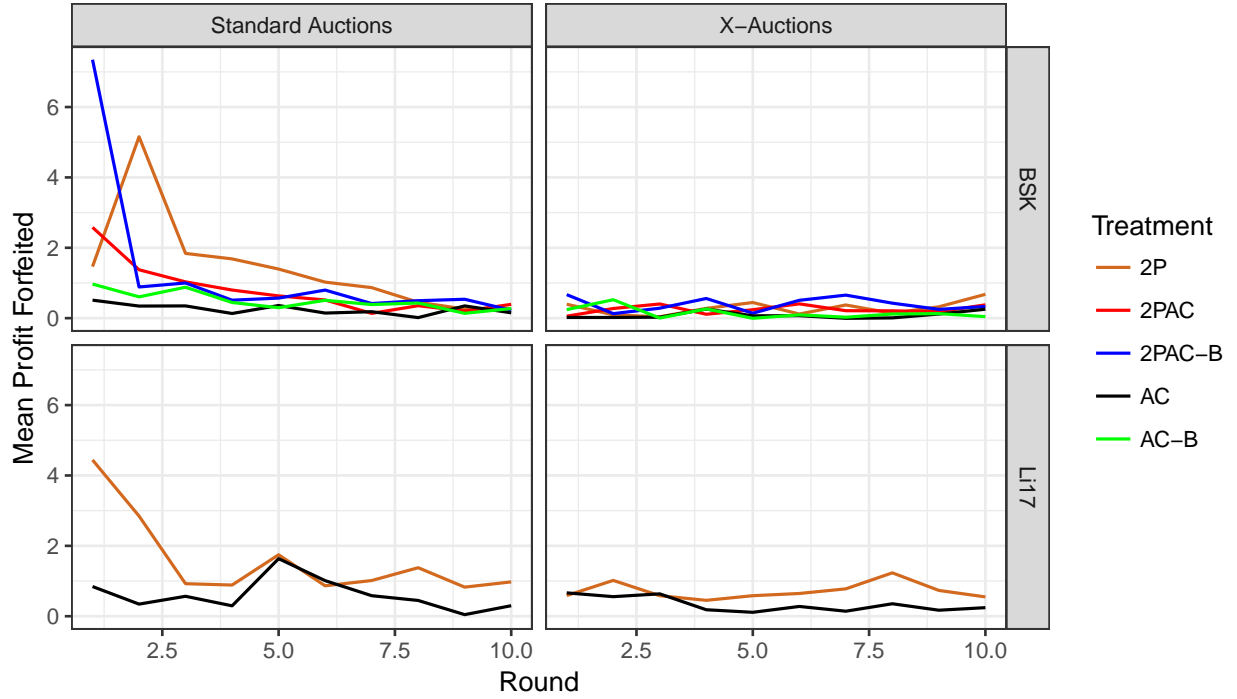 Standard Auctions
X−Auctions
6
4
2
0
BSK
6
4
2
0
Li17
2.5
5.0
7.5
10.0
2.5
5.0
7.5
10.0
Round
Mean Profit Forfeited
Treatment
2P
2PAC
2PAC−B
AC
AC−B